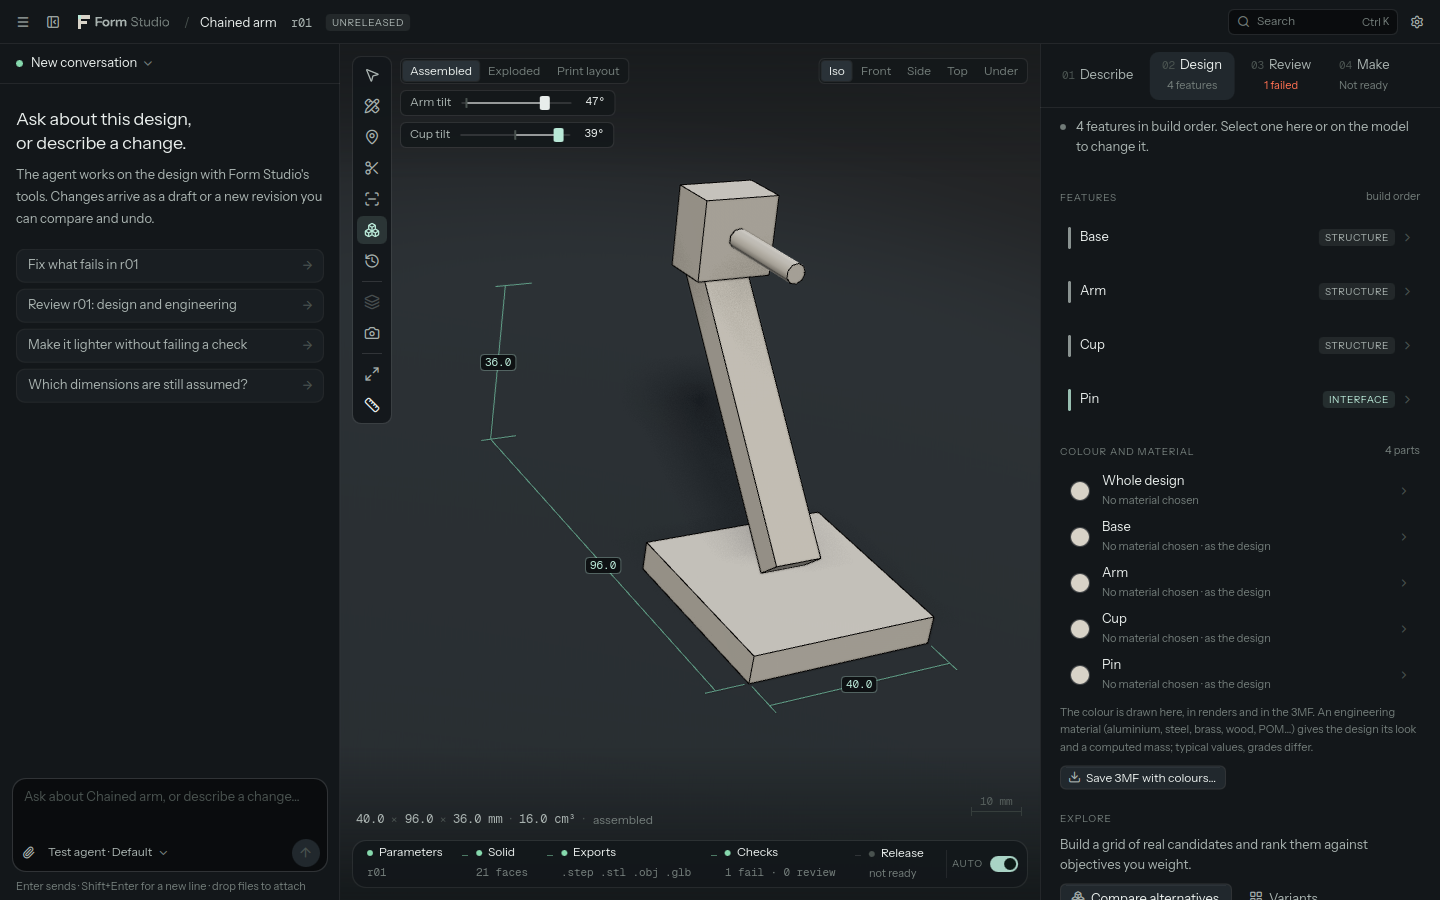 Form Studio / Chained arm r01 UNRELEASED
Search Ctrl K
New conversation
Ask about this design,
or describe a change.
The agent works on the design with Form Studio's
tools. Changes arrive as a draft or a new revision you
can compare and undo.
Fix what fails in r01
Review r01: design and engineering
Make it lighter without failing a check
Which dimensions are still assumed?
Ask about Chained arm, or describe a change...
Test agent · Default
Enter sends · Shift+Enter for a new line · drop files to attach
Assembled Exploded Print layout
Iso Front Side Top Under
Arm tilt 47°
Cup tilt 39°
36.0
96.0
40.0
10 mm
40.0 × 96.0 × 36.0 mm · 16.0 cm³ · assembled
Parameters
r01
Solid
21 faces
Exports
.step .stl .obj .glb
Checks
1 fail · 0 review
Release
not ready
AUTO
01 Describe
02 Design
4 features
03 Review
1 failed
04 Make
Not ready
4 features in build order. Select one here or on the model
to change it.
FEATURES build order
Base STRUCTURE
Arm STRUCTURE
Cup STRUCTURE
Pin INTERFACE
COLOUR AND MATERIAL 4 parts
Whole design
No material chosen
Base
No material chosen · as the design
Arm
No material chosen · as the design
Cup
No material chosen · as the design
Pin
No material chosen · as the design
The colour is drawn here, in renders and in the 3MF. An engineering
material (aluminium, steel, brass, wood, POM…) gives the design its look
and a computed mass; typical values, grades differ.
Save 3MF with colours…
EXPLORE
Build a grid of real candidates and rank them against
objectives you weight.
Compare alternatives Variants